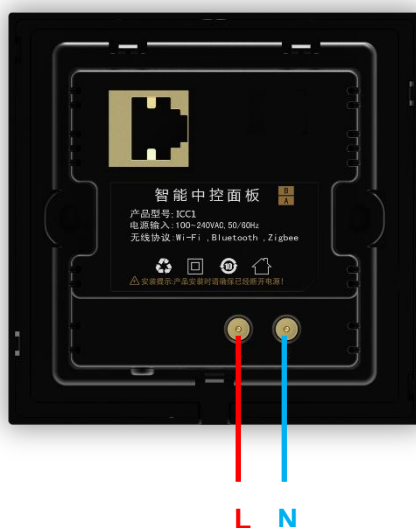 智能中控面板
B
A
产品型号:ICC1
电源输入:100~240VAC,50/60Hz
无线协议:Wi-Fi，Bluetooth，Zigbee
10
安装提示:产品安装时请确保已经断开电源!
L N